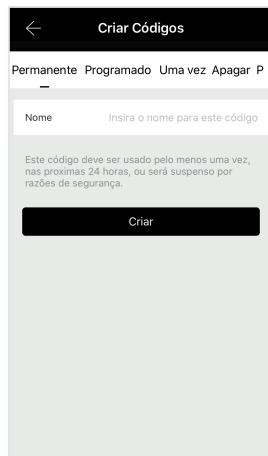 Criar Códigos
Permanente Programado Uma vez Apagar P
Nome Insira o nome para este código
Este código deve ser usado pelo menos uma vez,
nas proximas 24 horas, ou será suspenso por
razões de segurança.
Criar